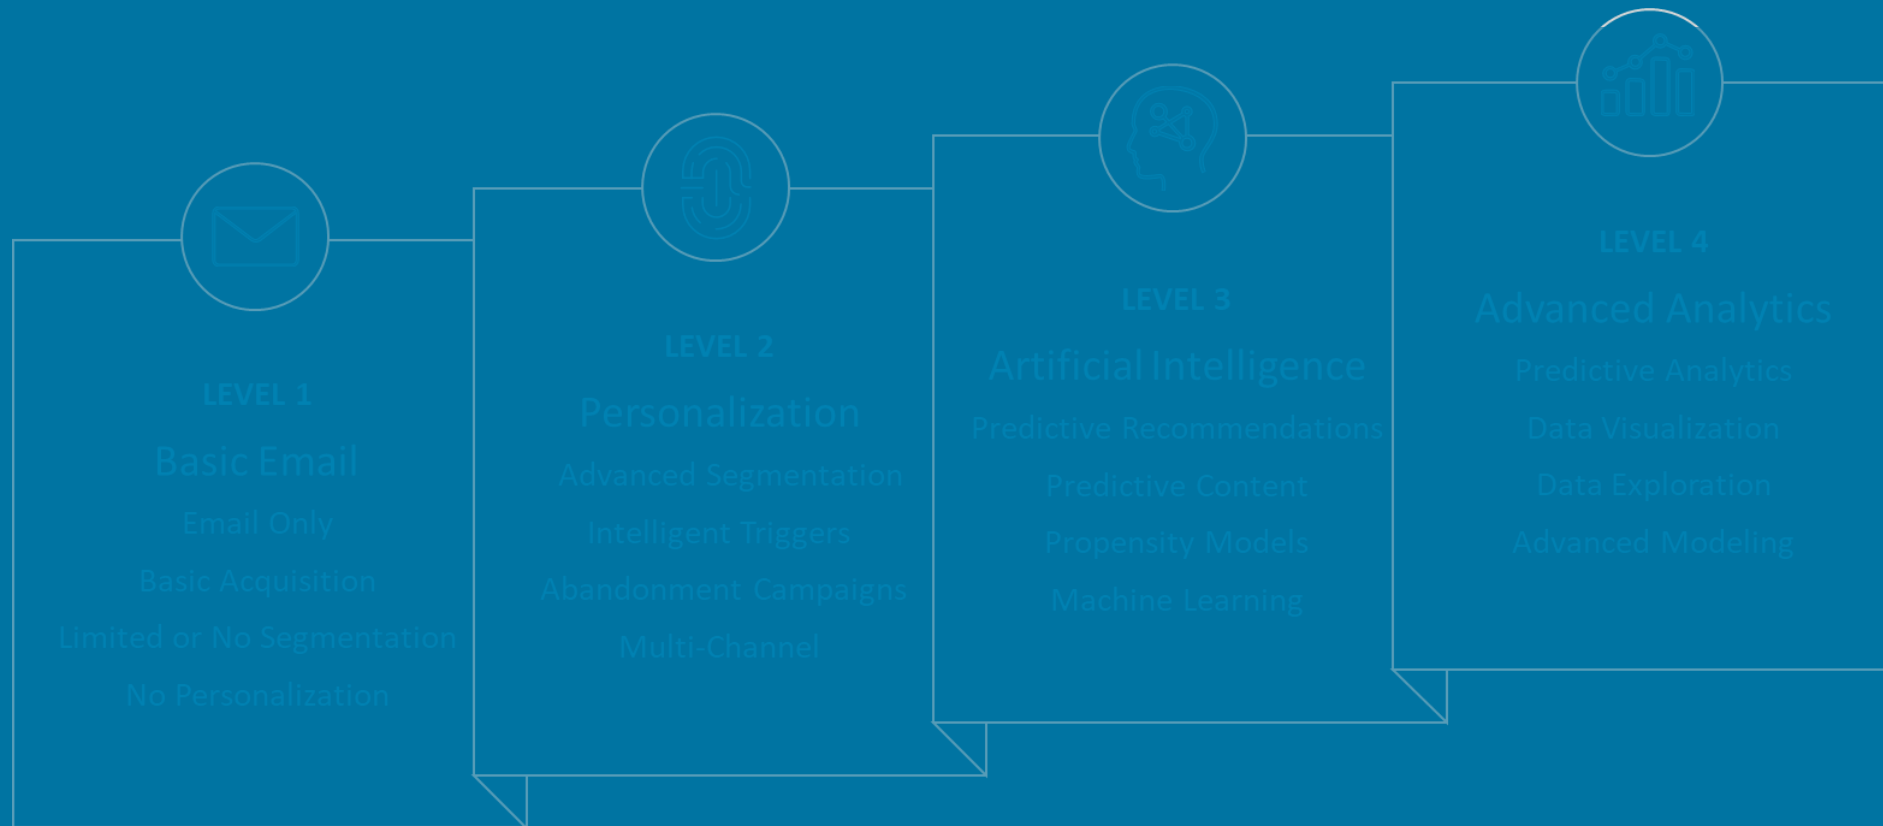 LEVEL 1
Basic Email
Email Only
Basic Acquisition
Limited or No Segmentation
No Personalization
LEVEL 2
Personalization
Advanced Segmentation
Intelligent Triggers
Abandonment Campaigns
Multi-Channel
LEVEL 3
Artificial Intelligence
Predictive Recommendations
Predictive Content
Propensity Models
Machine Learning
LEVEL 4
Advanced Analytics
Predictive Analytics
Data Visualization
Data Exploration
Advanced Modeling